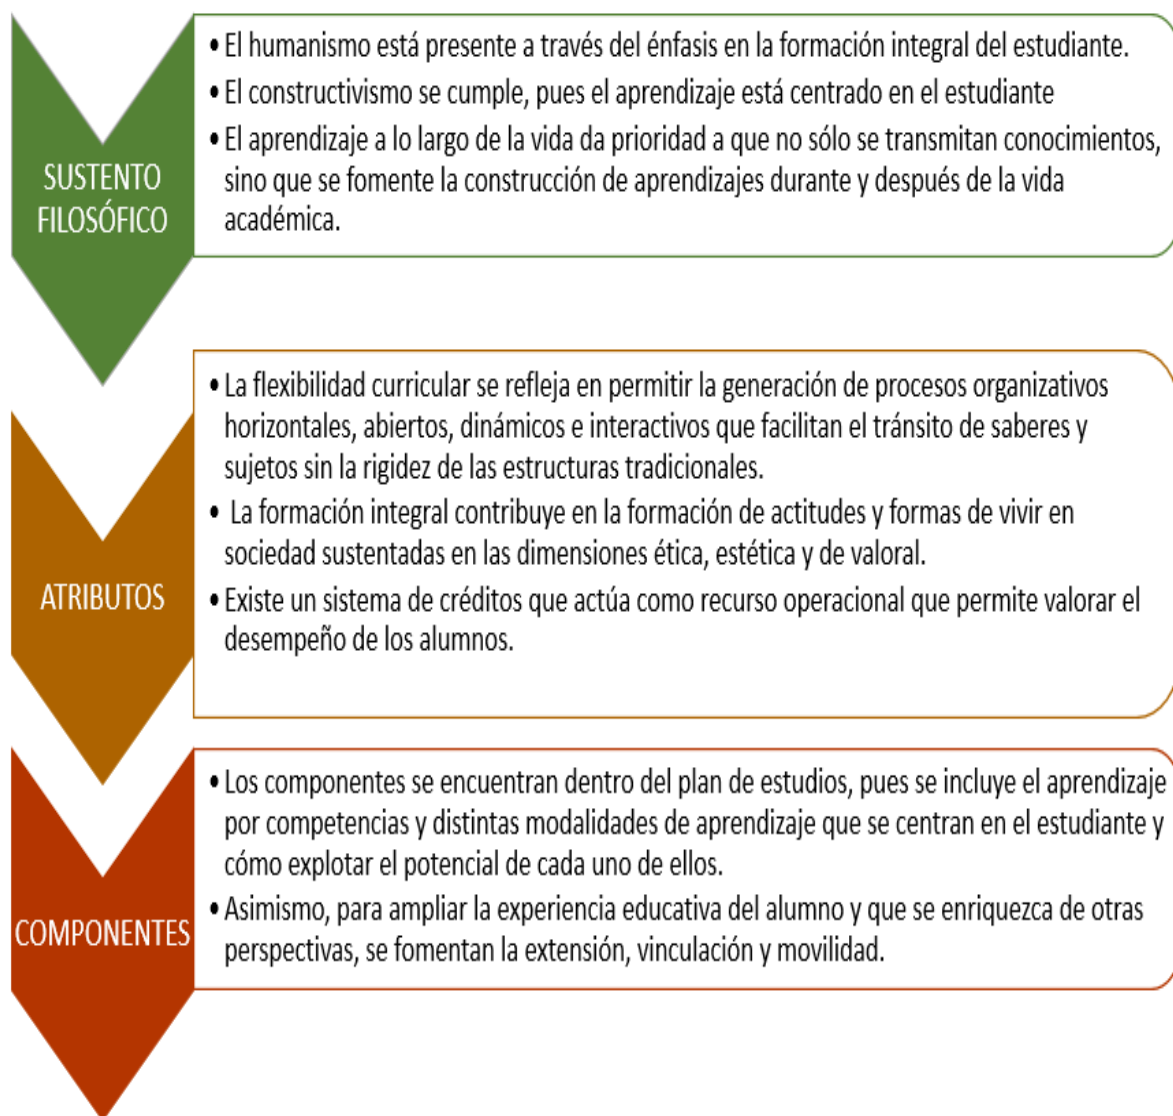 SUSTENTO
FILOSÓFICO
• El humanismo está presente a través del énfasis en la formación integral del estudiante.
• El constructivismo se cumple, pues el aprendizaje está centrado en el estudiante
• El aprendizaje a lo largo de la vida da prioridad a que no sólo se transmitan conocimientos,
sino que se fomente la construcción de aprendizajes durante y después de la vida
académica.
ATRIBUTOS
• La flexibilidad curricular se refleja en permitir la generación de procesos organizativos
horizontales, abiertos, dinámicos e interactivos que facilitan el tránsito de saberes y
sujetos sin la rigidez de las estructuras tradicionales.
• La formación integral contribuye en la formación de actitudes y formas de vivir en
sociedad sustentadas en las dimensiones ética, estética y de valoral.
• Existe un sistema de créditos que actúa como recurso operacional que permite valorar el
desempeño de los alumnos.
COMPONENTES
• Los componentes se encuentran dentro del plan de estudios, pues se incluye el aprendizaje
por competencias y distintas modalidades de aprendizaje que se centran en el estudiante y
cómo explotar el potencial de cada uno de ellos.
• Asimismo, para ampliar la experiencia educativa del alumno y que se enriquezca de otras
perspectivas, se fomentan la extensión, vinculación y movilidad.